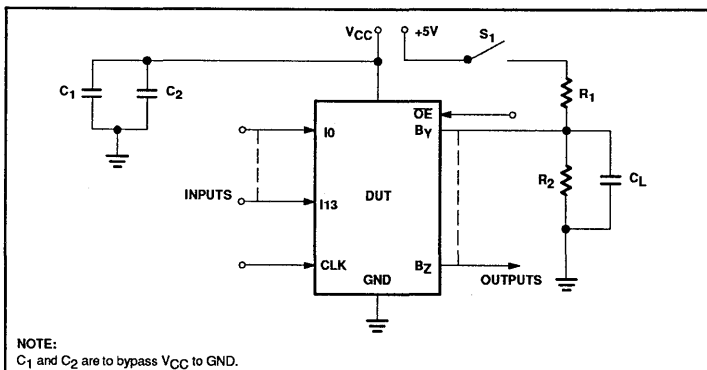 VCC +5V S1
C1 C2
R1
OE
I0 BY
R2 CL
INPUTS
DUT
I13
CLK BZ
GND OUTPUTS
NOTE:
C1 and C2 are to bypass VCC to GND.